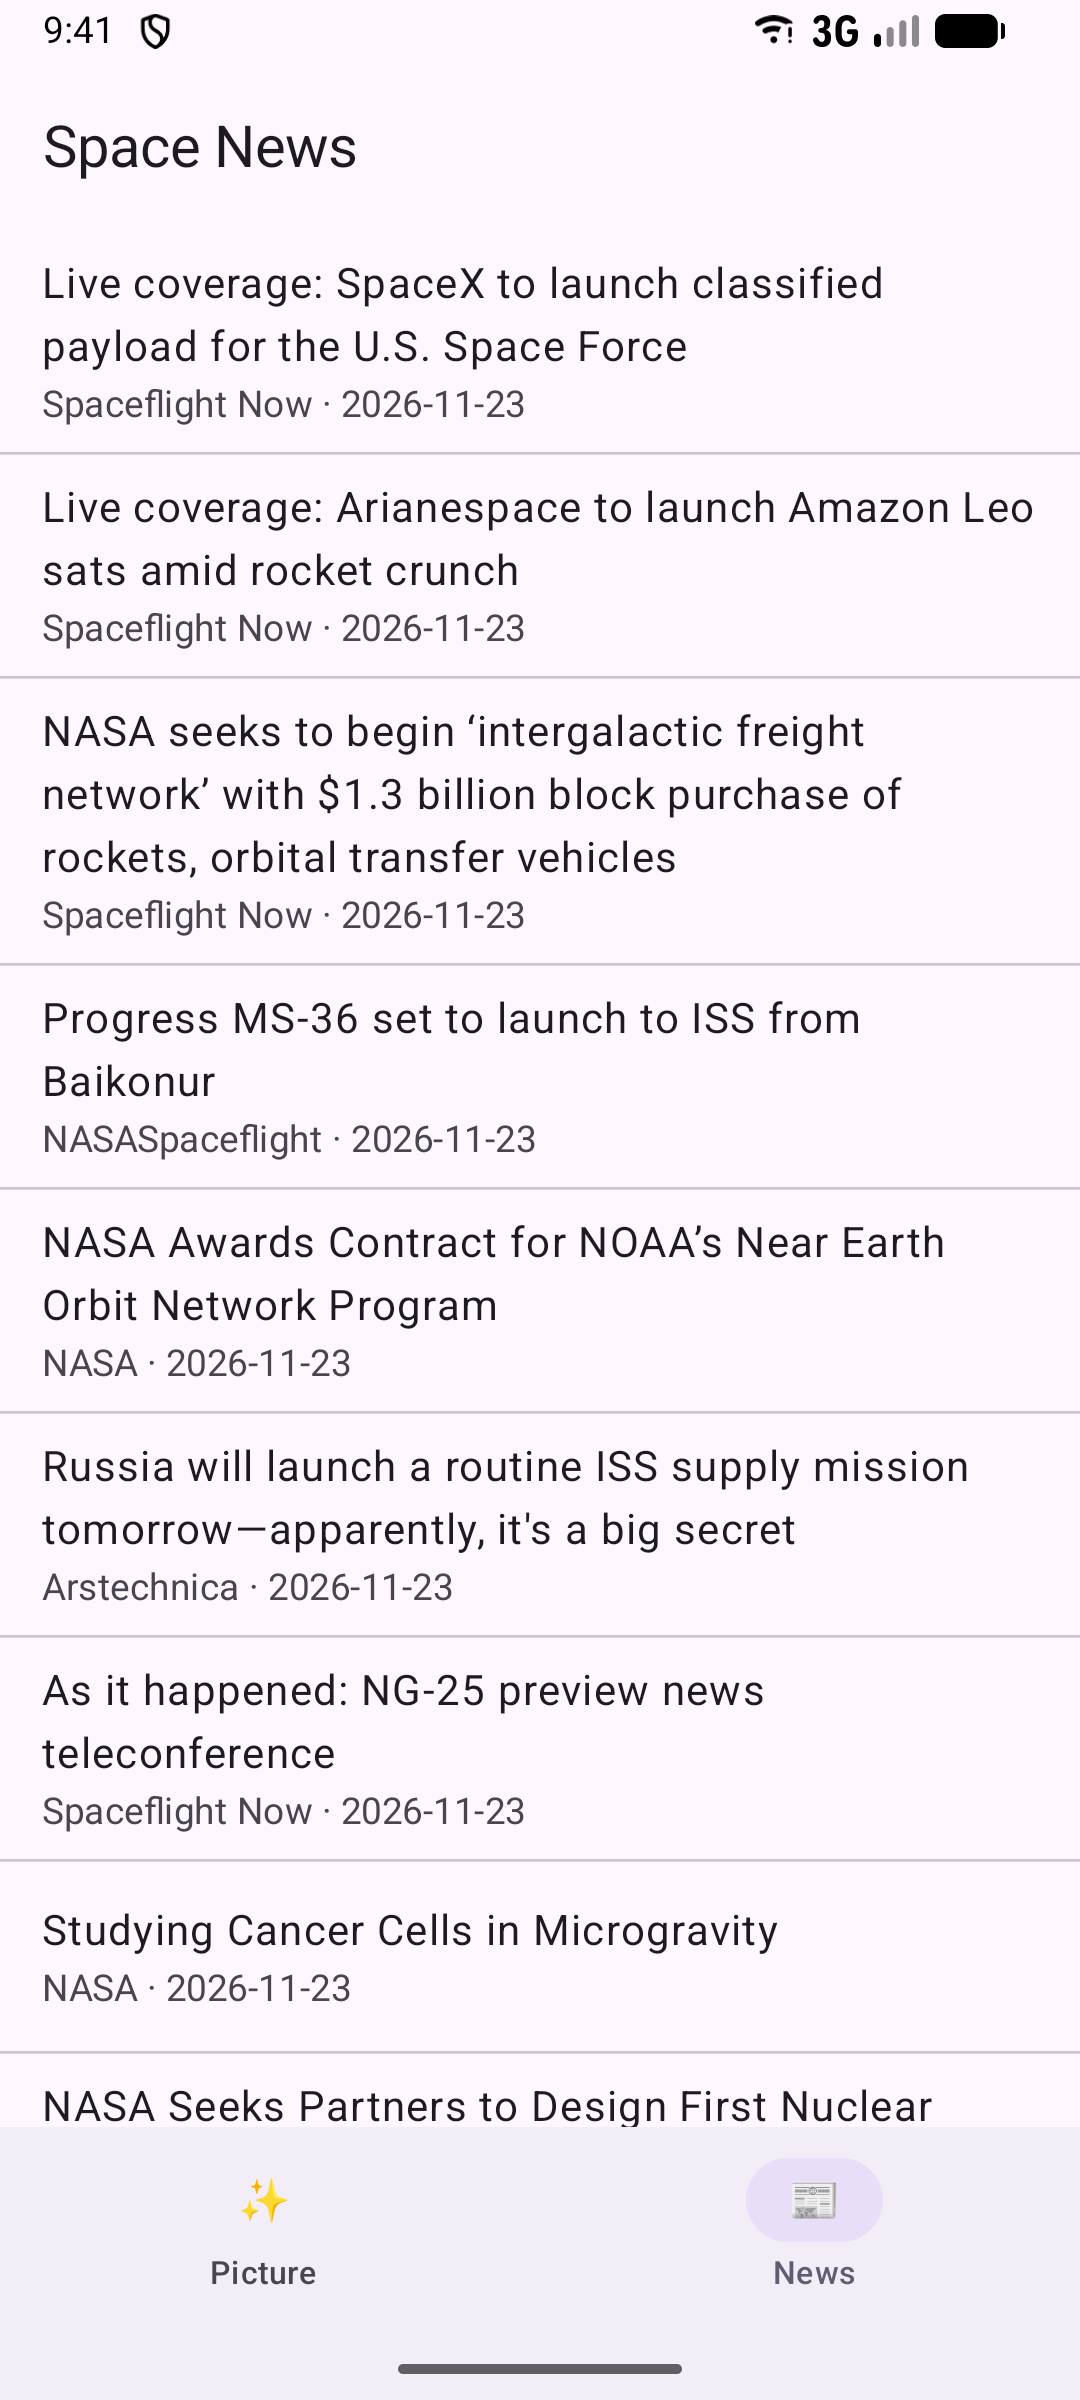 9:41
3G
Space News
Live coverage: SpaceX to launch classified
payload for the U.S. Space Force
Spaceflight Now · 2026-11-23
Live coverage: Arianespace to launch Amazon Leo
sats amid rocket crunch
Spaceflight Now · 2026-11-23
NASA seeks to begin ‘intergalactic freight
network’ with $1.3 billion block purchase of
rockets, orbital transfer vehicles
Spaceflight Now · 2026-11-23
Progress MS-36 set to launch to ISS from
Baikonur
NASASpaceflight · 2026-11-23
NASA Awards Contract for NOAA’s Near Earth
Orbit Network Program
NASA · 2026-11-23
Russia will launch a routine ISS supply mission
tomorrow—apparently, it's a big secret
Arstechnica · 2026-11-23
As it happened: NG-25 preview news
teleconference
Spaceflight Now · 2026-11-23
Studying Cancer Cells in Microgravity
NASA · 2026-11-23
NASA Seeks Partners to Design First Nuclear
Picture
News